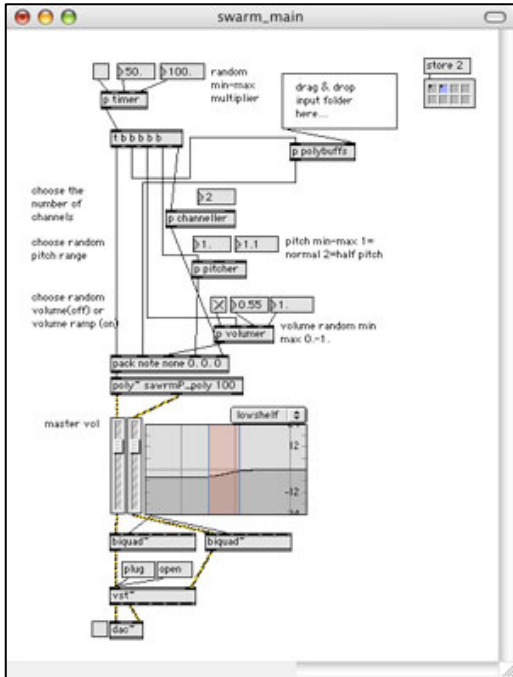 swarm_main
store 2
50.
100.
random
min-max
multiplier
p timer
drag & drop
input folder
here...
t b b b b b
p polybuffs
choose the
number of
channels
2
p channeller
choose random
pitch range
1.
1.1
pitch min-max 1=
normal 2=half pitch
p pitcher
choose random
volume(off) or
volume ramp (on)
0.55
1.
p volumer
volume random min
max 0.-1.
pack note none 0. 0. 0
poly~ sawrmP_poly 100
master vol
lowshelf
12
-12
24
biquad~
biquad~
plug
open
vst~
dac~